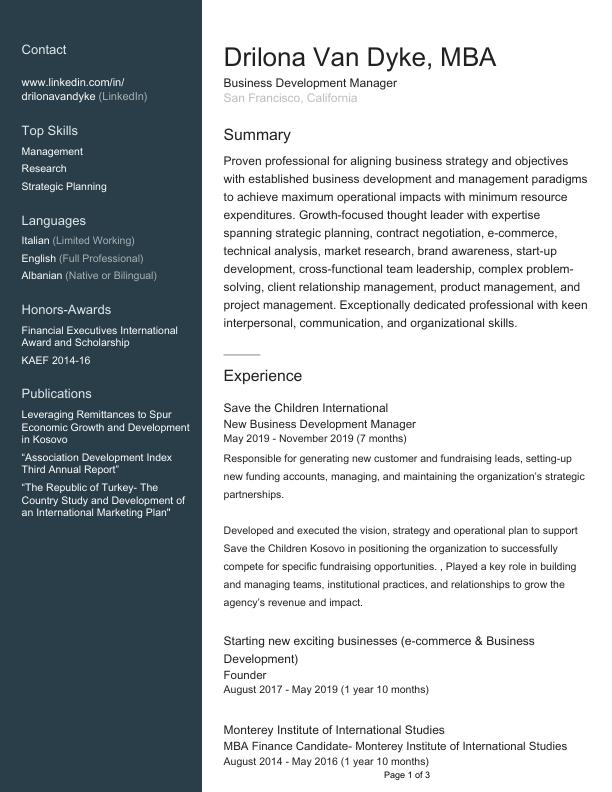 Contact
www.linkedin.com/in/
drilonavandyke (LinkedIn)
Top Skills
Management
Research
Strategic Planning
Languages
Italian (Limited Working)
English (Full Professional)
Albanian (Native or Bilingual)
Honors-Awards
Financial Executives International
Award and Scholarship
KAEF 2014-16
Publications
Leveraging Remittances to Spur
Economic Growth and Development
in Kosovo
“Association Development Index
Third Annual Report”
"The Republic of Turkey- The
Country Study and Development of
an International Marketing Plan"
Drilona Van Dyke, MBA
Business Development Manager
San Francisco, California
Summary
Proven professional for aligning business strategy and objectives
with established business development and management paradigms
to achieve maximum operational impacts with minimum resource
expenditures. Growth-focused thought leader with expertise
spanning strategic planning, contract negotiation, e-commerce,
technical analysis, market research, brand awareness, start-up
development, cross-functional team leadership, complex problem-
solving, client relationship management, product management, and
project management. Exceptionally dedicated professional with keen
interpersonal, communication, and organizational skills.
Experience
Save the Children International
New Business Development Manager
May 2019 - November 2019 (7 months)
Responsible for generating new customer and fundraising leads, setting-up
new funding accounts, managing, and maintaining the organization’s strategic
partnerships.
Developed and executed the vision, strategy and operational plan to support
Save the Children Kosovo in positioning the organization to successfully
compete for specific fundraising opportunities. , Played a key role in building
and managing teams, institutional practices, and relationships to grow the
agency’s revenue and impact.
Starting new exciting businesses (e-commerce & Business
Development)
Founder
August 2017 - May 2019 (1 year 10 months)
Monterey Institute of International Studies
MBA Finance Candidate- Monterey Institute of International Studies
August 2014 - May 2016 (1 year 10 months)
Page 1 of 3